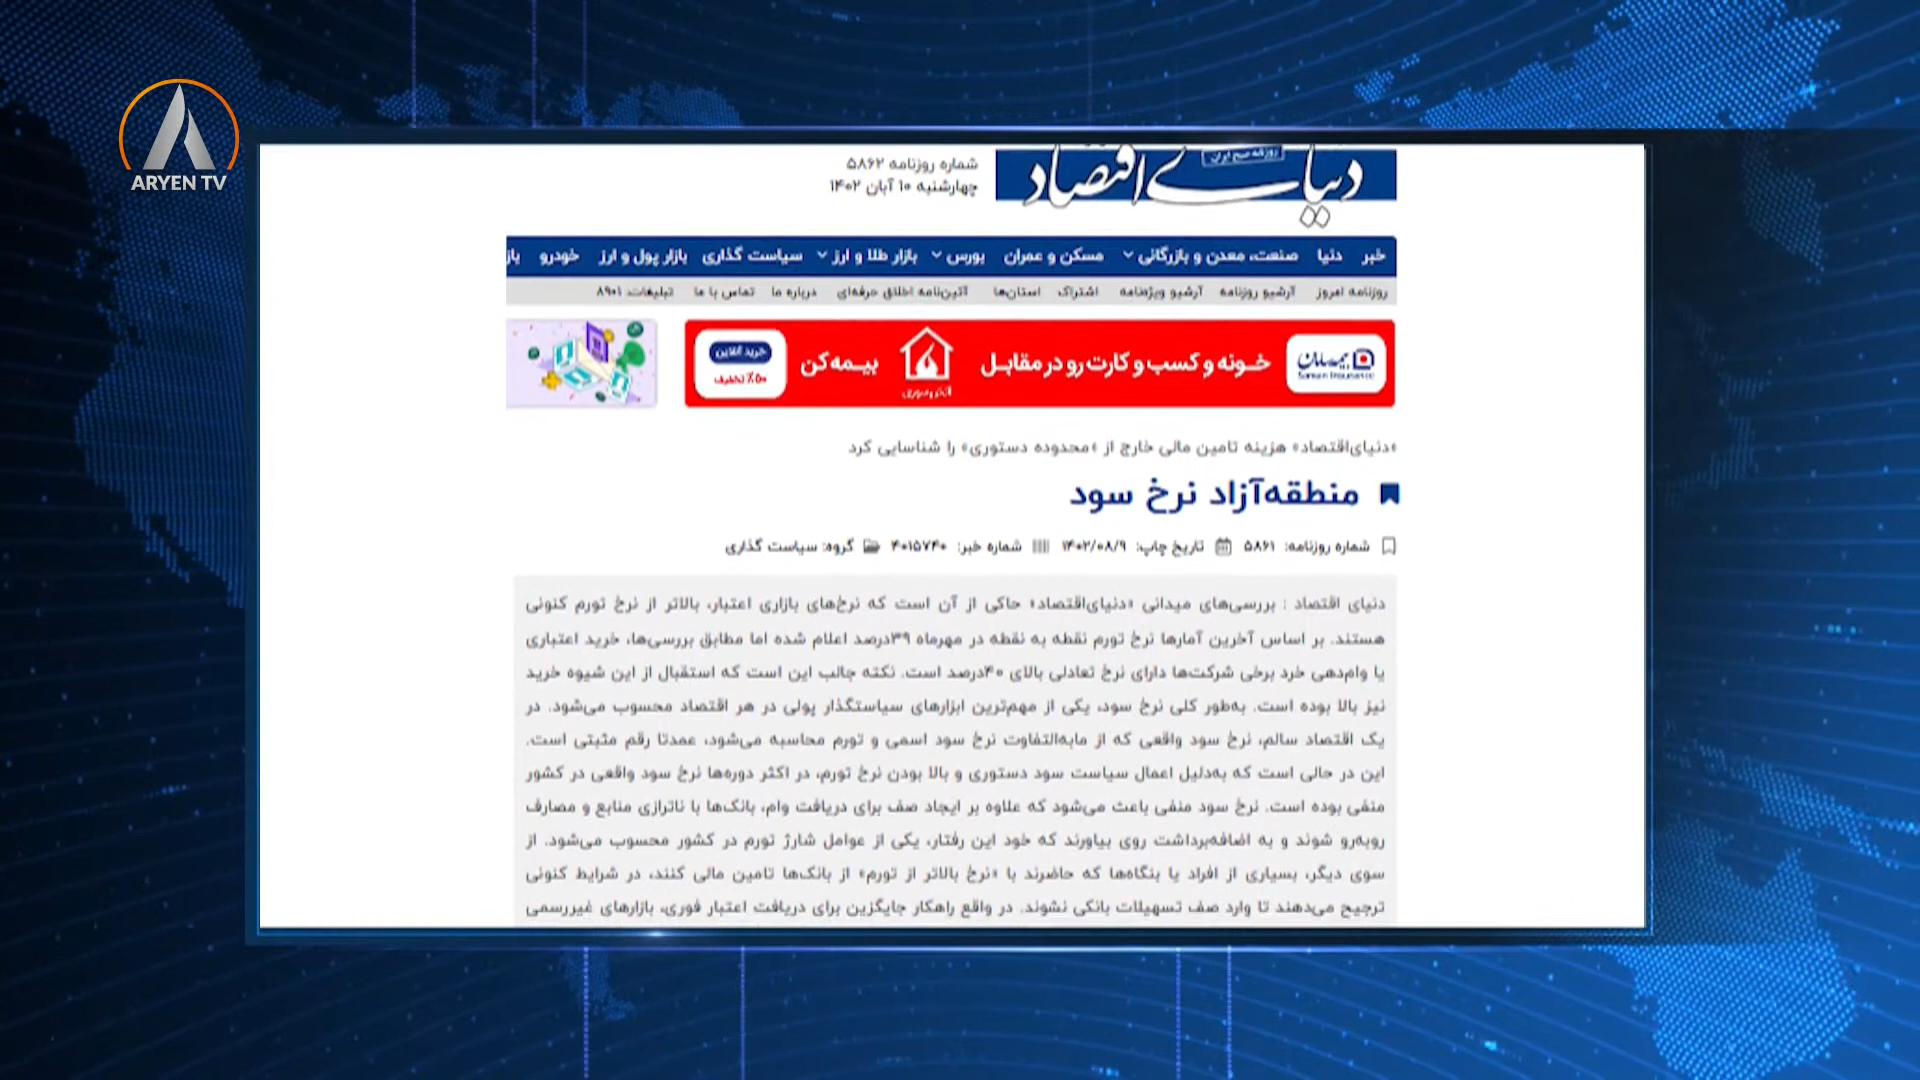 ARYEN TV
روزنامه صبح ایران
دنیای اقتصاد
شماره روزنامه ۵۸۶۲
چهارشنبه ۱۰ آبان ۱۴۰۲
خبر دنیا صنعت، معدن و بازرگانی مسکن و عمران بورس بازار طلا و ارز سیاست گذاری بازار پول و ارز خودرو باز
روزنامه امروز آرشیو روزنامه آرشیو ویژه‌نامه اشتراک استان‌ها آئین‌نامه اخلاق حرفه‌ای درباره ما تماس با ما تبلیغات: ۸۹۰۱
بیمه سامان
Saman Insurance
خونه و کسب و کارت رو در مقابل
بیمه کن
خرید آنلاین
۵۰٪ تخفیف
«دنیای‌اقتصاد» هزینه تامین مالی خارج از «محدوده دستوری» را شناسایی کرد
منطقه‌آزاد نرخ سود
شماره روزنامه: ۵۸۶۱ تاریخ چاپ: ۱۴۰۲/۰۸/۹ شماره خبر: ۴۰۱۵۷۴۰ گروه: سیاست گذاری
دنیای اقتصاد : بررسی‌های میدانی «دنیای‌اقتصاد» حاکی از آن است که نرخ‌های بازاری اعتبار، بالاتر از نرخ تورم کنونی
هستند. بر اساس آخرین آمارها نرخ تورم نقطه به نقطه در مهرماه ۳۹درصد اعلام شده اما مطابق بررسی‌ها، خرید اعتباری
یا وام‌دهی خرد برخی شرکت‌ها دارای نرخ تعادلی بالای ۴۰درصد است. نکته جالب این است که استقبال از این شیوه خرید
نیز بالا بوده است. به‌طور کلی نرخ سود، یکی از مهم‌ترین ابزارهای سیاستگذار پولی در هر اقتصاد محسوب می‌شود. در
یک اقتصاد سالم، نرخ سود واقعی که از مابه‌التفاوت نرخ سود اسمی و تورم محاسبه می‌شود، عمدتا رقم مثبتی است.
این در حالی است که به‌دلیل اعمال سیاست سود دستوری و بالا بودن نرخ تورم، در اکثر دوره‌ها نرخ سود واقعی در کشور
منفی بوده است. نرخ سود منفی باعث می‌شود که علاوه بر ایجاد صف برای دریافت وام، بانک‌ها با ناترازی منابع و مصارف
روبه‌رو شوند و به اضافه‌برداشت روی بیاورند که خود این رفتار، یکی از عوامل شارژ تورم در کشور محسوب می‌شود. از
سوی دیگر، بسیاری از افراد یا بنگاه‌ها که حاضرند با «نرخ بالاتر از تورم» از بانک‌ها تامین مالی کنند، در شرایط کنونی
ترجیح می‌دهند تا وارد صف تسهیلات بانکی نشوند. در واقع راهکار جایگزین برای دریافت اعتبار فوری، بازارهای غیررسمی